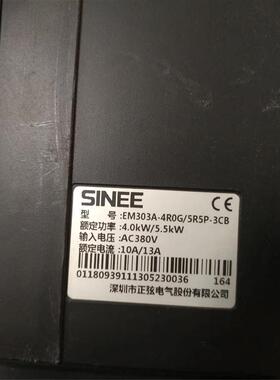 SINEE CE
型 号:EM303A-4R0G/5R5P-3CB
额定功率:4.0kW/5.5kW
输入电压:AC380V
额定电流:10A/13A
01180939111305230036 164
深圳市正弦电气股份有限公司